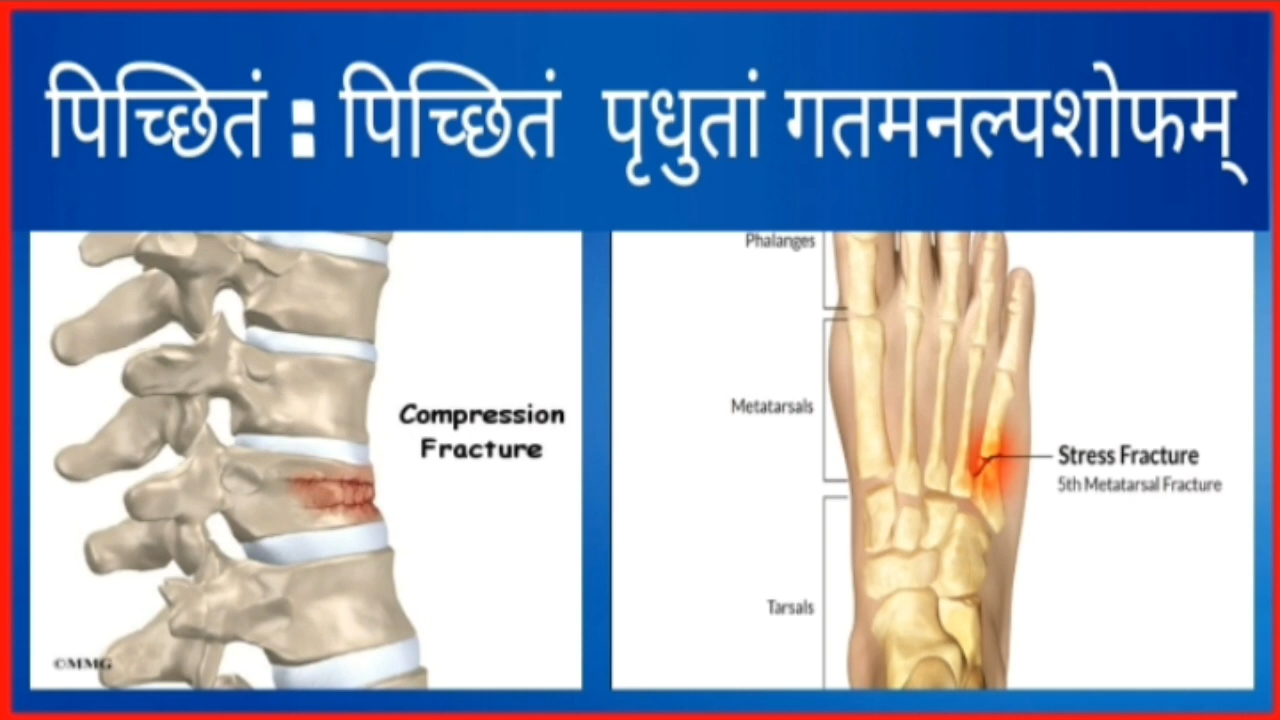 पिच्छितं : पिच्छितं पृधुतां गतमनल्पशोफम्
Compression
Fracture
©MMG
Phalanges
Metatarsals
Stress Fracture
5th Metatarsal Fracture
Tarsals